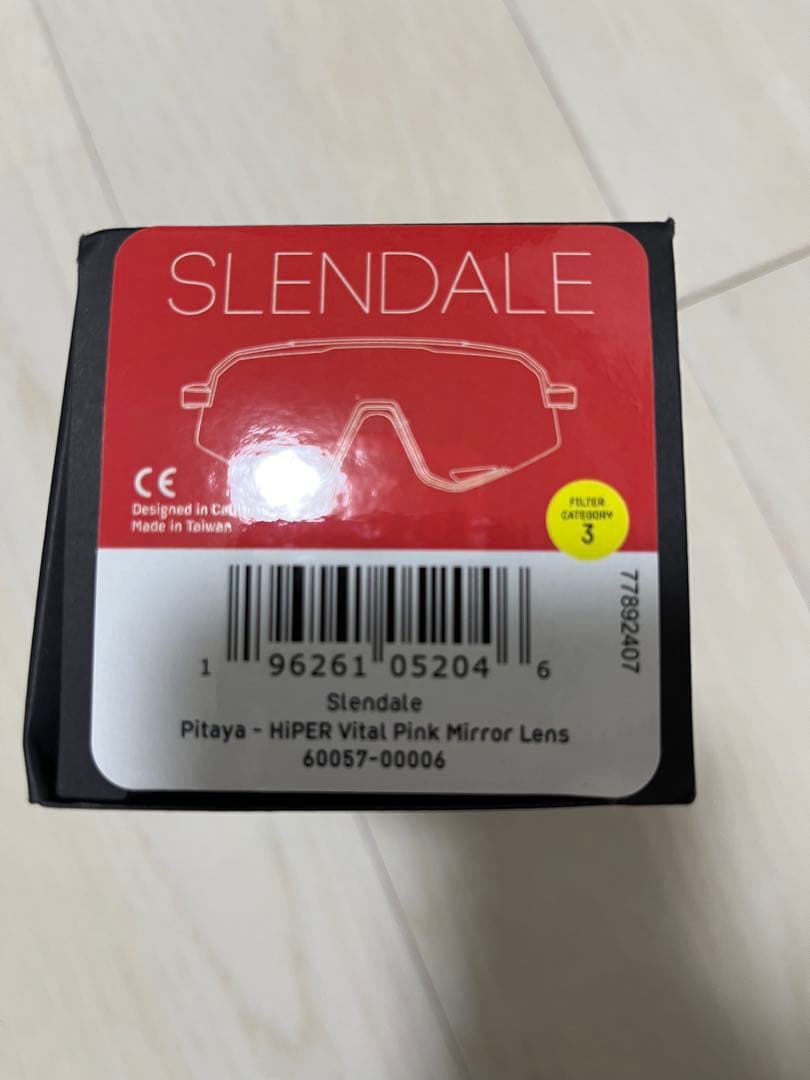 SLENDALE
CE
Designed in
Made in Taiwan
FILTER
CATEGORY
3
77892407
1 96261 05204 6
Slendale
Pitaya - HiPER Vital Pink Mirror Lens
60057-00006